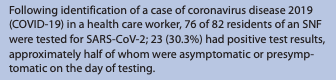 Following identification of a case of coronavirus disease 2019
(COVID-19) in a health care worker, 76 of 82 residents of an SNF
were tested for SARS-CoV-2; 23 (30.3%) had positive test results,
approximately half of whom were asymptomatic or presymp-
tomatic on the day of testing.